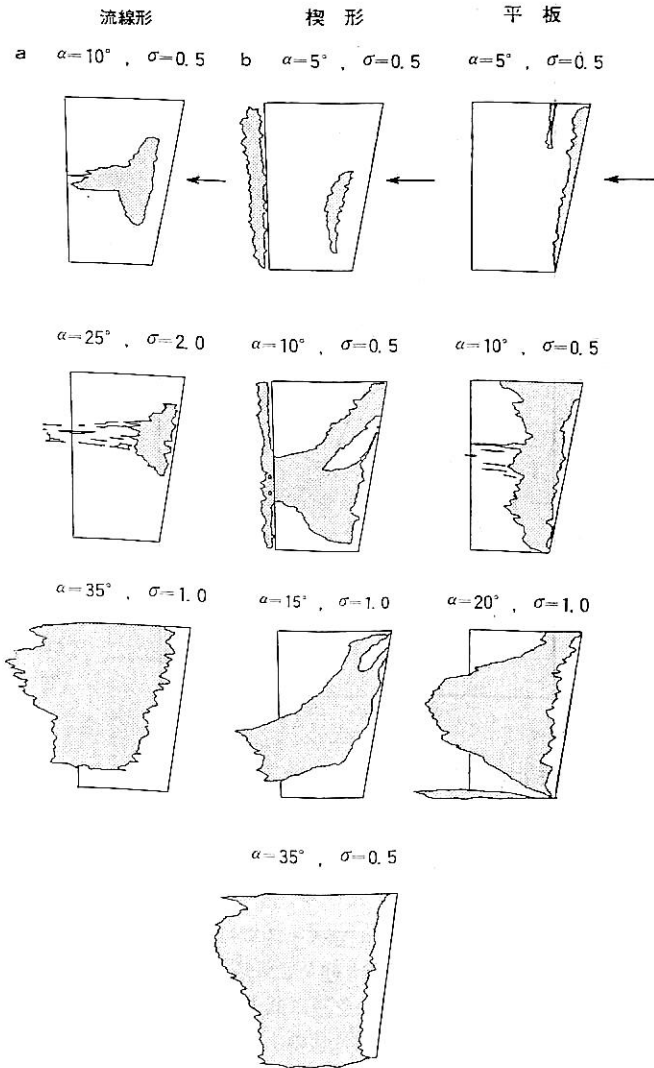 流線形 楔形 平板
a α=10° , σ=0.5 b α=5° , σ=0.5 α=5° , σ=0.5
α=25° , σ=2.0 α=10° , σ=0.5 α=10° , σ=0.5
α=35° , σ=1.0 α=15° , σ=1.0 α=20° , σ=1.0
α=35° , σ=0.5